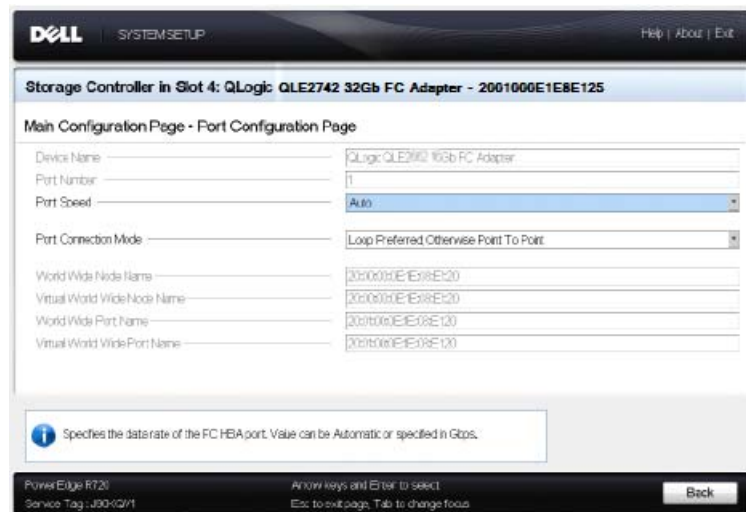 DELL SYSTEM SETUP Help | About | Exit
Storage Controller in Slot 4: QLogic QLE2742 32Gb FC Adapter - 2001000E1E8E125
Main Configuration Page - Port Configuration Page
Device Name QLogic QLE2662 16Gb FC Adapter
Port Number 1
Port Speed Auto
Port Connection Mode Loop Preferred, Otherwise Point To Point
World Wide Node Name
Virtual World Wide Node Name
World Wide Port Name
Virtual World Wide Port Name
Specifies the data rate of the FC HBA port. Value can be Automatic or specified in Gbps.
PowerEdge R720 Arrow keys and Enter to select
Service Tag : Esc to exit page, Tab to change focus
Back